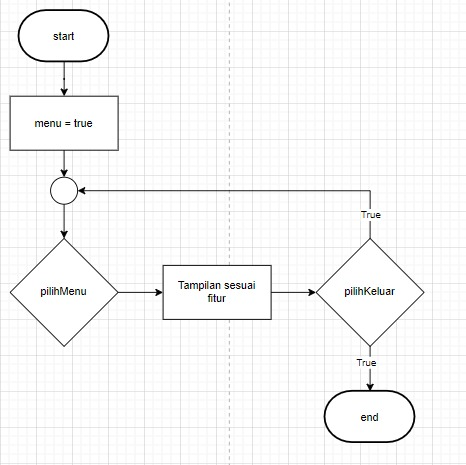 start
menu = true
True
pilihMenu
Tampilan sesuai
fitur
pilihKeluar
True
end